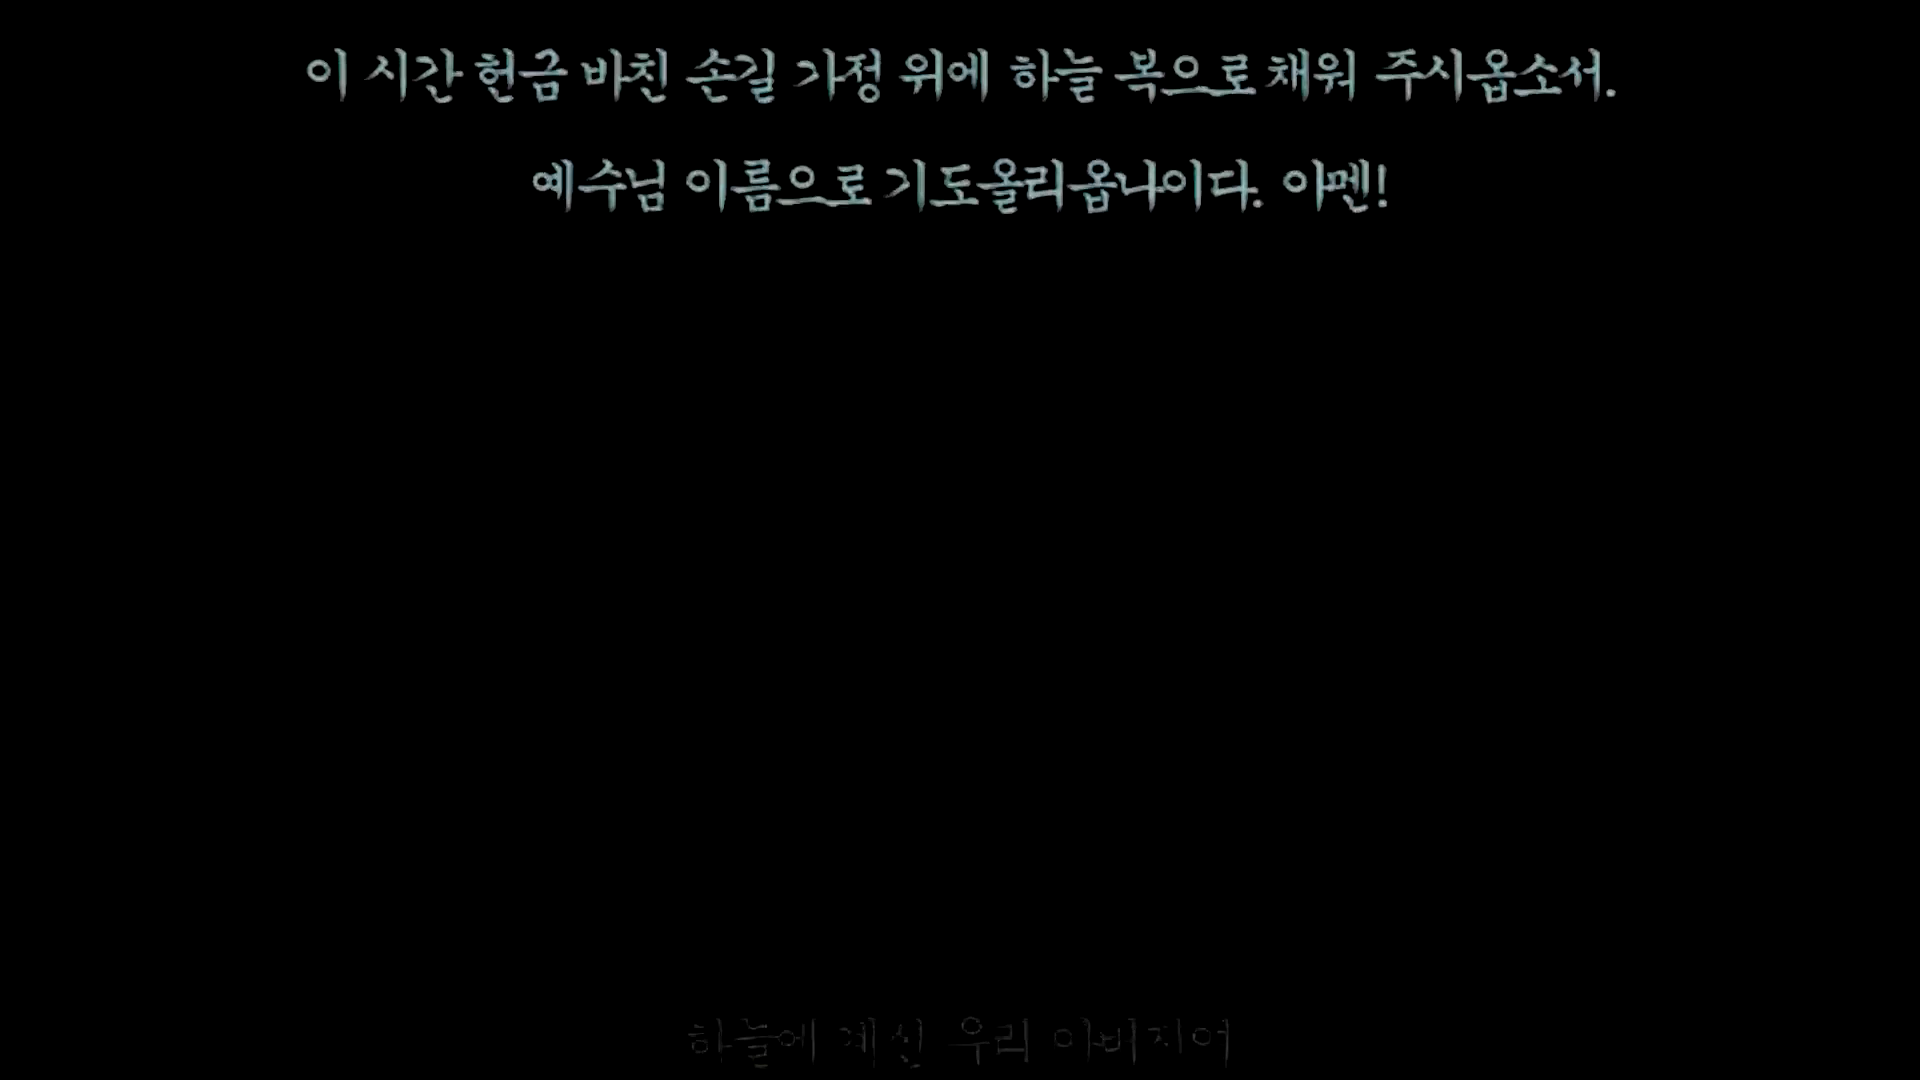 이 시간 헌금 바친 손길 가정 위에 하늘 복으로 채워 주시옵소서.
예수님 이름으로 기도올리옵나이다. 아멘!
하늘에 계신 우리 아버지여